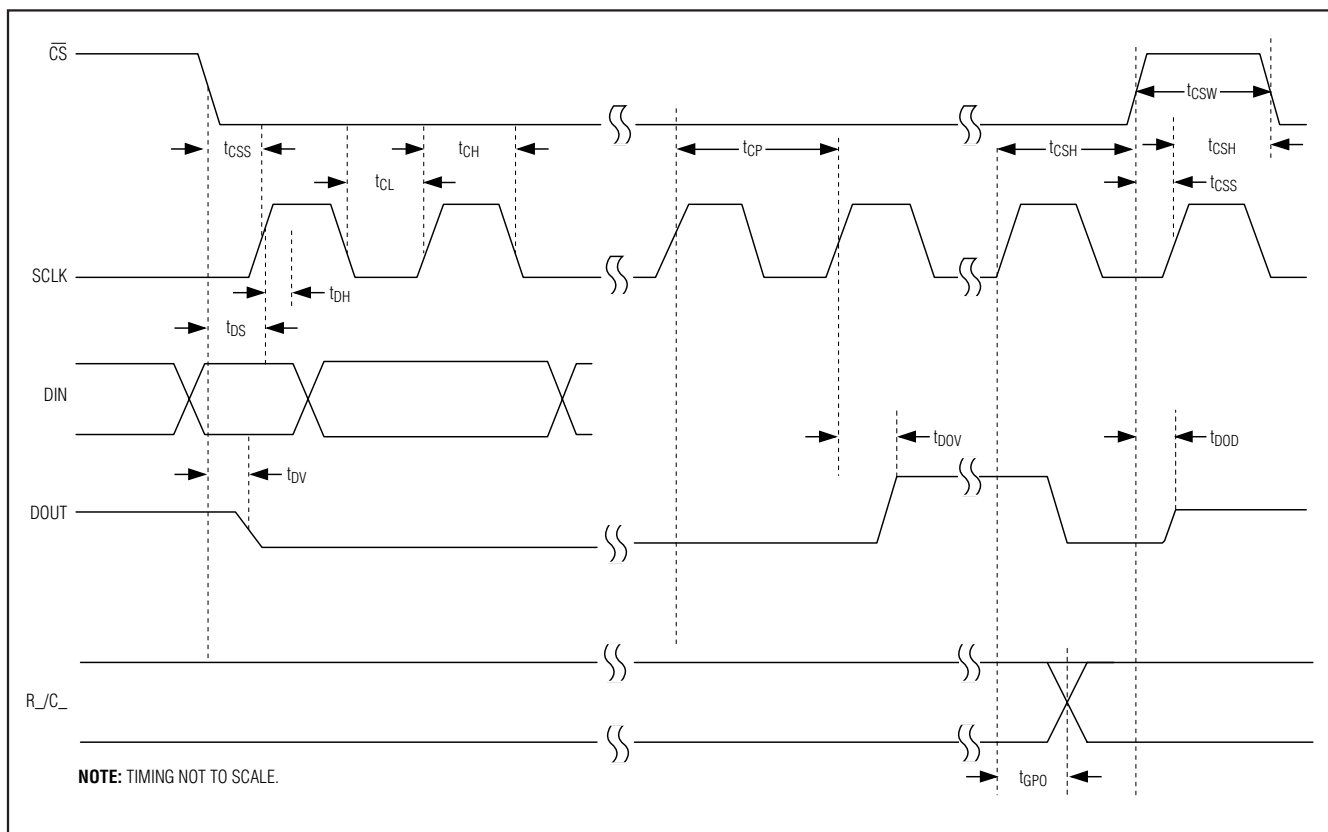 CS
tCSW
tCSS
tCH
tCP
tCSH
tCSH
tCL
tCSS
SCLK
tDH
tDS
DIN
tDOV
tDOD
tDV
DOUT
R_/C_
NOTE: TIMING NOT TO SCALE.
tGPO